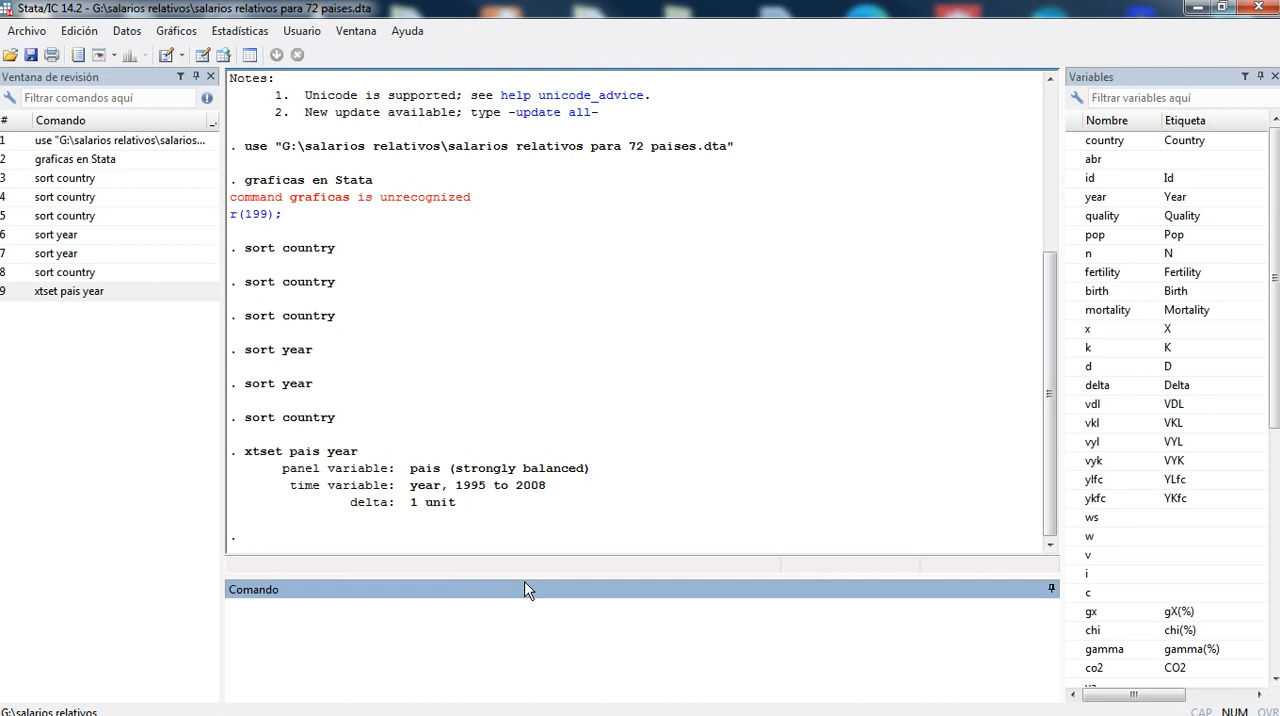 Stata/IC 14.2 - G:\salarios relativos\salarios relativos para 72 paises.dta
Archivo Edición Datos Gráficos Estadísticas Usuario Ventana Ayuda
Ventana de revisión
Filtrar comandos aquí
# Comando
1 use "G:\salarios relativos\salarios...
2 graficas en Stata
3 sort country
4 sort country
5 sort country
6 sort year
7 sort year
8 sort country
9 xtset pais year
Notes:
1. Unicode is supported; see help unicode_advice.
2. New update available; type -update all-
. use "G:\salarios relativos\salarios relativos para 72 paises.dta"
. graficas en Stata
command graficas is unrecognized
r(199);
. sort country
. sort country
. sort country
. sort year
. sort year
. sort country
. xtset pais year
panel variable: pais (strongly balanced)
time variable: year, 1995 to 2008
delta: 1 unit
.
Comando
Variables
Filtrar variables aquí
Nombre Etiqueta
country Country
abr
id Id
year Year
quality Quality
pop Pop
n N
fertility Fertility
birth Birth
mortality Mortality
x X
k K
d D
delta Delta
vdl VDL
vkl VKL
vyl VYL
vyk VYK
ylfc YLfc
ykfc YKfc
ws
w
v
i
c
gx gX(%)
chi chi(%)
gamma gamma(%)
co2 CO2
G:\salarios relativos
CAP NUM OVR